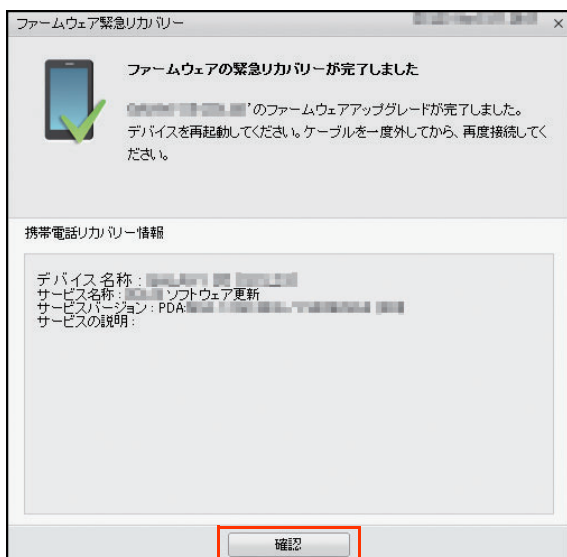 ファームウェア緊急リカバリー
×
ファームウェアの緊急リカバリーが完了しました
'のファームウェアアップグレードが完了しました。
デバイスを再起動してください。ケーブルを一度外してから、再度接続してく
ださい。
携帯電話リカバリー情報
デバイス名称 :
サービス名称 : ソフトウェア更新
サービスバージョン : PDA:
サービスの説明 :
確認